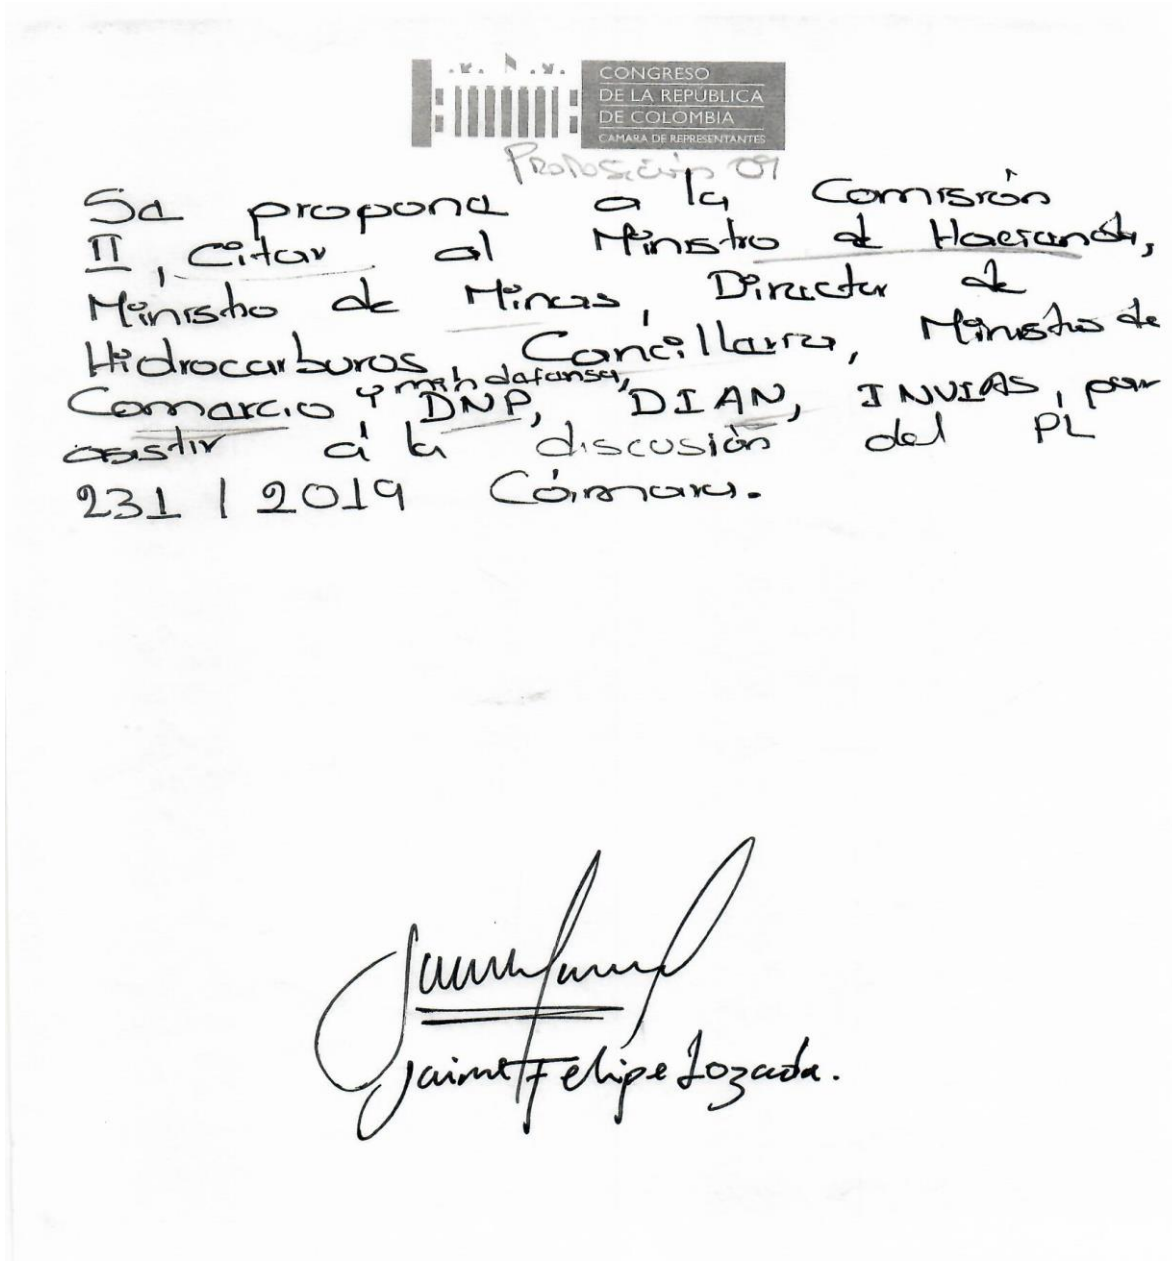 CONGRESO
DE LA REPÚBLICA
DE COLOMBIA
CAMARA DE REPRESENTANTES
Proposición 09
Se propone a la Comisión
II, Citar al Ministro de Hacienda,
Ministro de Minas, Director de
Hidrocarburos, Cancillería, Ministro de
y min defensa,
Comercio, DNP, DIAN, INVIAS, para
asistir a la discusión del PL
231 / 2019 Cámara.
Jaime Felipe Lozada.